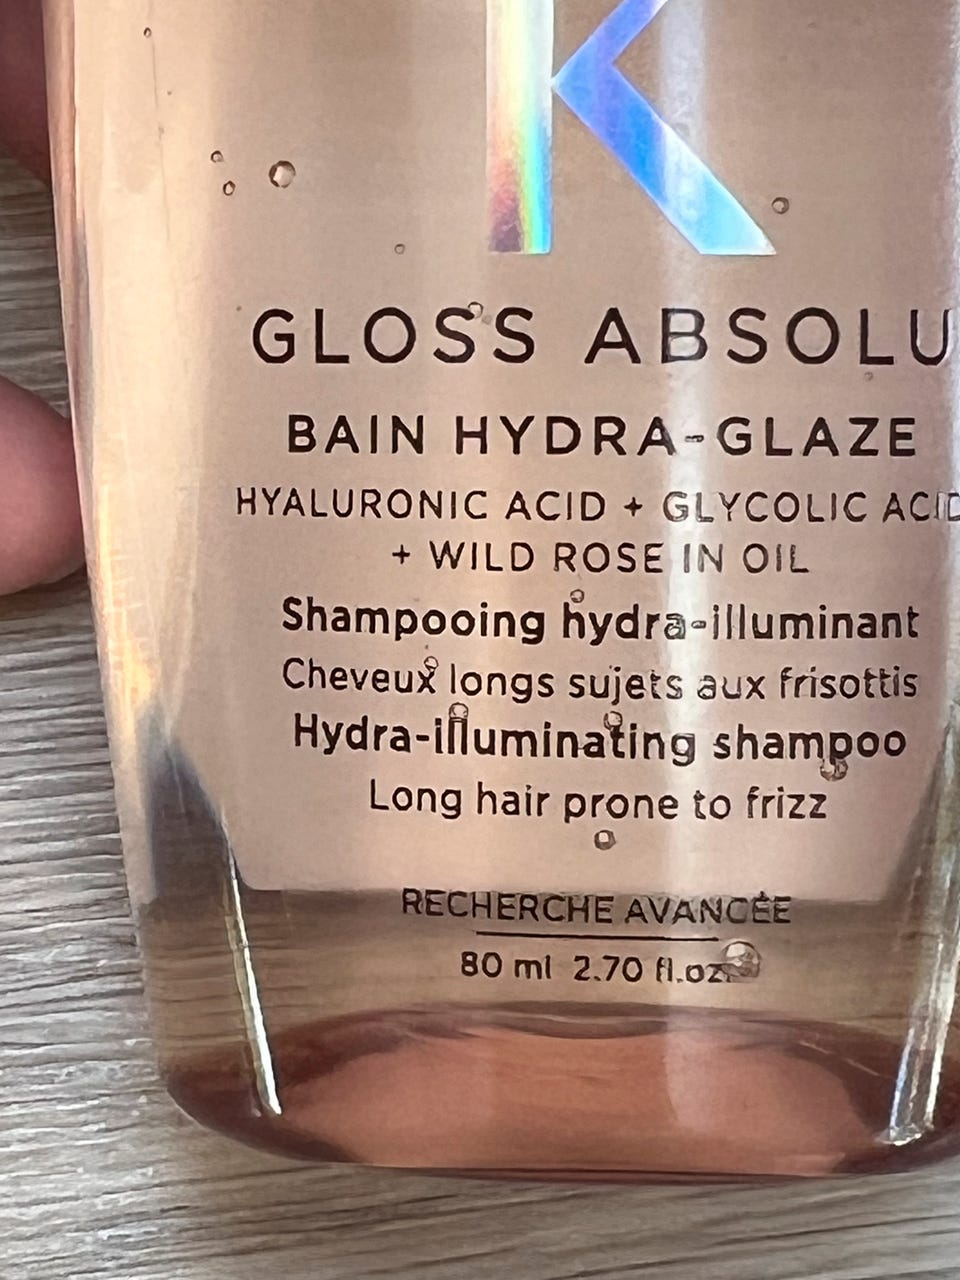 K
GLOSS ABSOLU
BAIN HYDRA-GLAZE
HYALURONIC ACID + GLYCOLIC ACID
+ WILD ROSE IN OIL
Shampooing hydra-illuminant
Cheveux longs sujets aux frisottis
Hydra-illuminating shampoo
Long hair prone to frizz
RECHERCHE AVANCÉE
80 ml 2.70 fl.oz.